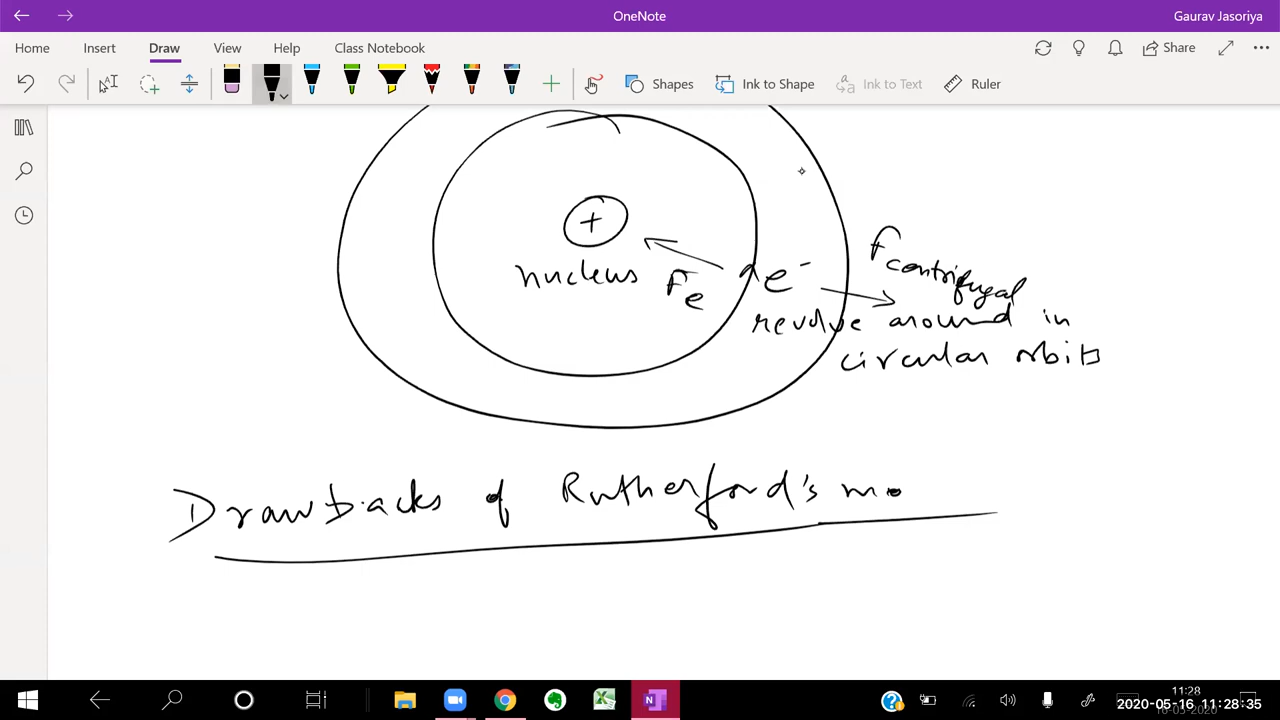 OneNote
Gaurav Jasoriya
Home Insert Draw View Help Class Notebook Share
Shapes Ink to Shape Ink to Text Ruler
+
nucleus
Fe
e-
Fcentrifugal
revolve around in
circular orbits
Drawbacks of Rutherford's mo
11:28
2020-05-16 11:28:35